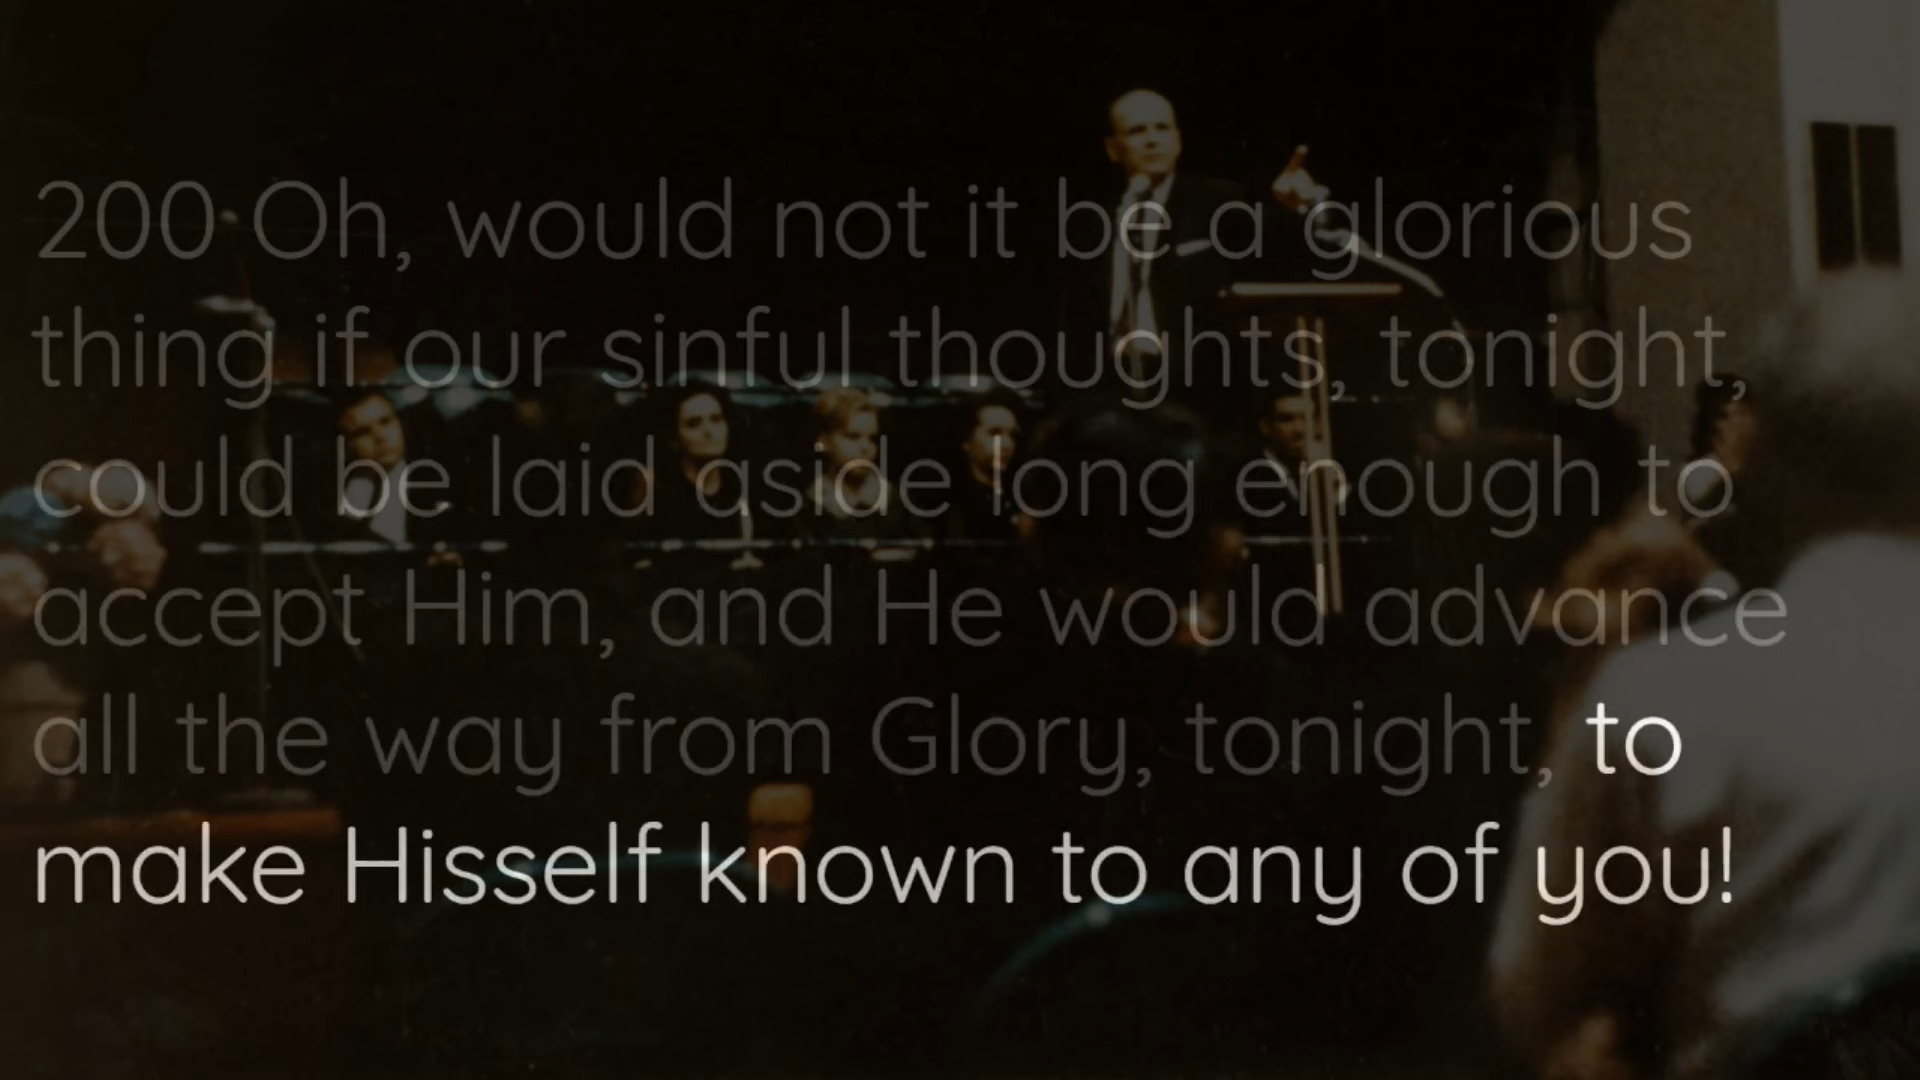 200 Oh, would not it be a glorious
thing if our sinful thoughts, tonight,
could be laid aside long enough to
accept Him, and He would advance
all the way from Glory, tonight, to
make Hisself known to any of you!